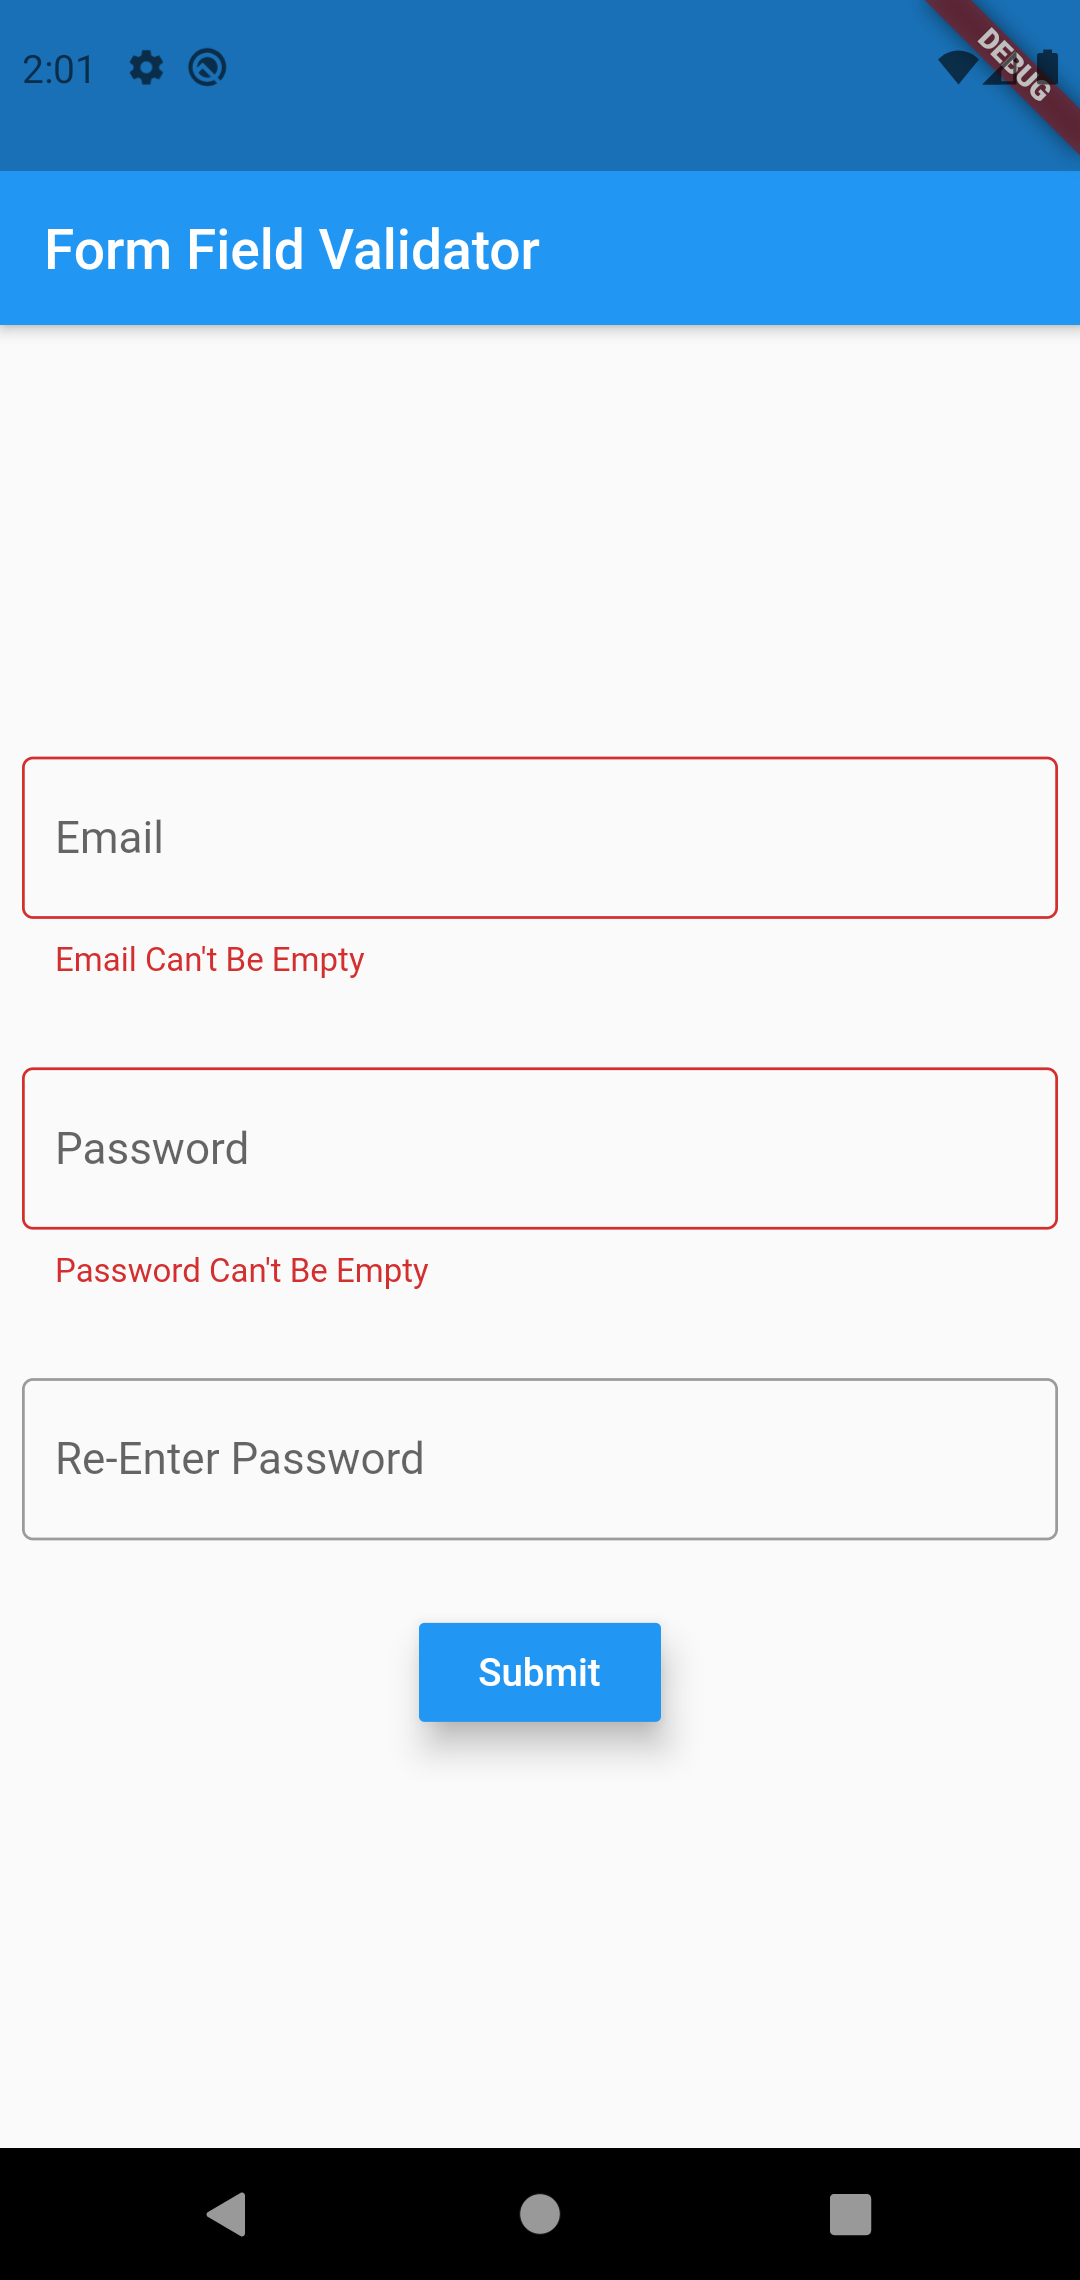 2:01
DEBUG
Form Field Validator
Email
Email Can't Be Empty
Password
Password Can't Be Empty
Re-Enter Password
Submit